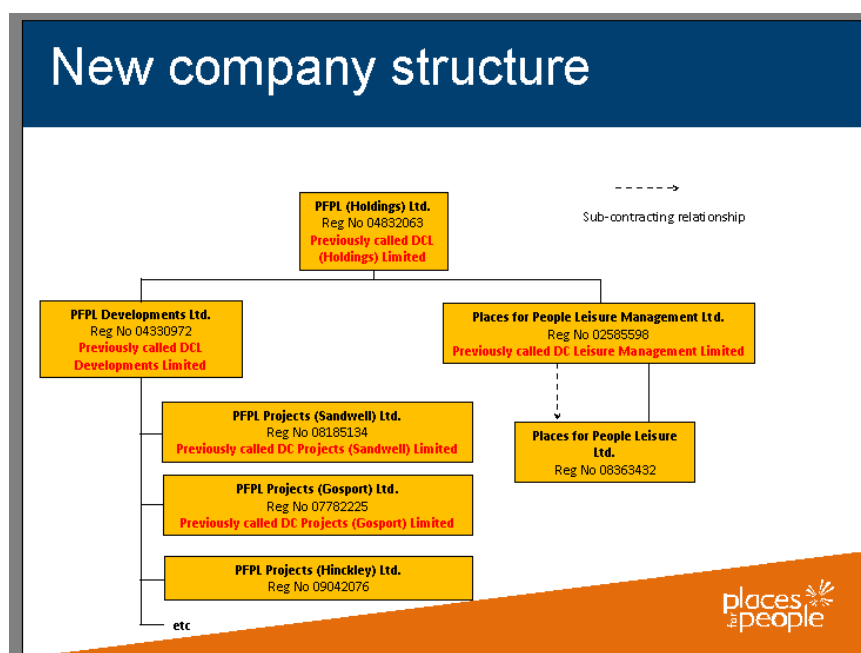 New company structure
PFPL (Holdings) Ltd.
Reg No 04832063
Previously called DCL
(Holdings) Limited
Sub-contracting relationship
PFPL Developments Ltd.
Reg No 04330972
Previously called DCL
Developments Limited
Places for People Leisure Management Ltd.
Reg No 02585598
Previously called DC Leisure Management Limited
PFPL Projects (Sandwell) Ltd.
Reg No 08185134
Previously called DC Projects (Sandwell) Limited
Places for People Leisure
Ltd.
Reg No 08363432
PFPL Projects (Gosport) Ltd.
Reg No 07782225
Previously called DC Projects (Gosport) Limited
PFPL Projects (Hinckley) Ltd.
Reg No 09042076
etc
places
for people